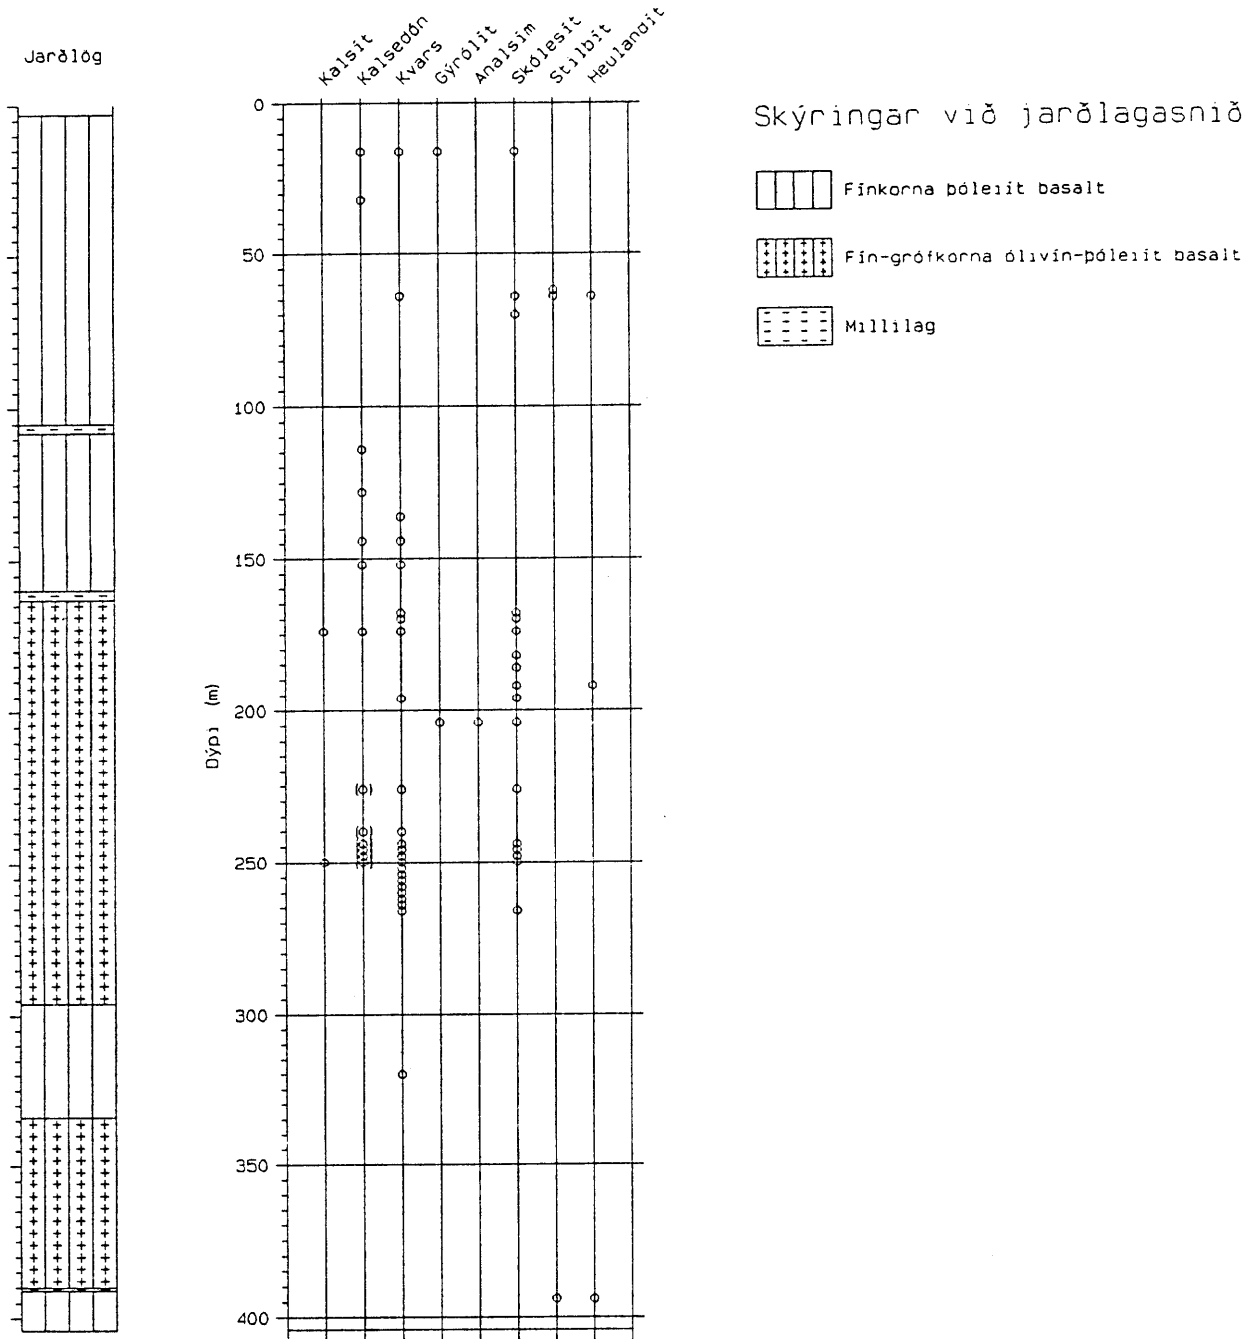 Jarðlög
Kalsít
Kalsedón
Kvars
Gýrólít
Analsím
Skólesít
Stilbít
Heulandít
Dýpi (m)
0
50
100
150
200
250
300
350
400
Skýringar við jarðlagasnið
Fínkorna þóleiít basalt
Fín-grófkorna ólivín-þóleiít basalt
Millilag